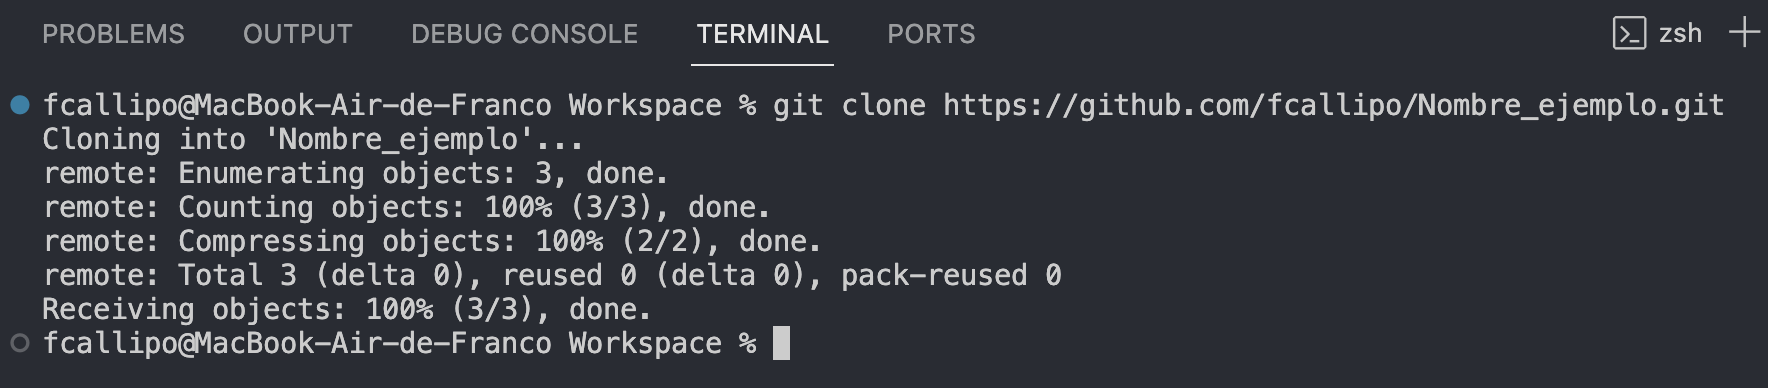 PROBLEMS OUTPUT DEBUG CONSOLE TERMINAL PORTS zsh
fcallipo@MacBook-Air-de-Franco Workspace % git clone https://github.com/fcallipo/Nombre_ejemplo.git
Cloning into 'Nombre_ejemplo'...
remote: Enumerating objects: 3, done.
remote: Counting objects: 100% (3/3), done.
remote: Compressing objects: 100% (2/2), done.
remote: Total 3 (delta 0), reused 0 (delta 0), pack-reused 0
Receiving objects: 100% (3/3), done.
fcallipo@MacBook-Air-de-Franco Workspace %